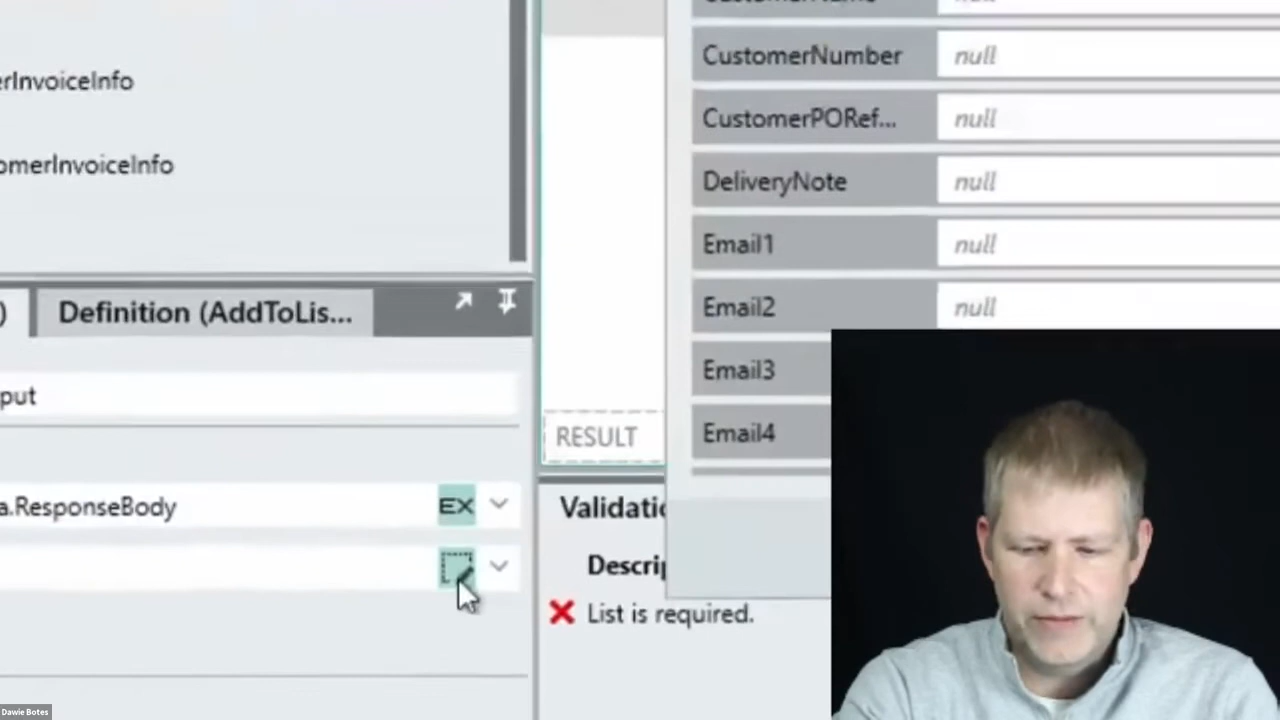 erInvoiceInfo
omerInvoiceInfo
)
Definition (AddToLis...
put
a.ResponseBody
EX
CustomerNumber
null
CustomerPORef...
null
DeliveryNote
null
Email1
null
Email2
null
Email3
Email4
RESULT
Validatio
Descrip
List is required.
Dawie Botes